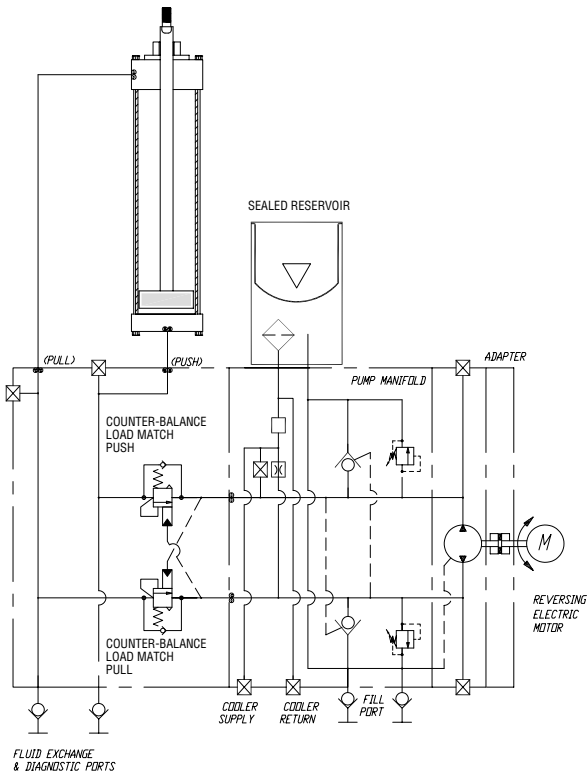 SEALED RESERVOIR
(PULL)
(PUSH)
ADAPTER
PUMP MANIFOLD
COUNTER-BALANCE
LOAD MATCH
PUSH
M
REVERSING
ELECTRIC
MOTOR
COUNTER-BALANCE
LOAD MATCH
PULL
COOLER
SUPPLY
COOLER
RETURN
FILL
PORT
FLUID EXCHANGE
& DIAGNOSTIC PORTS